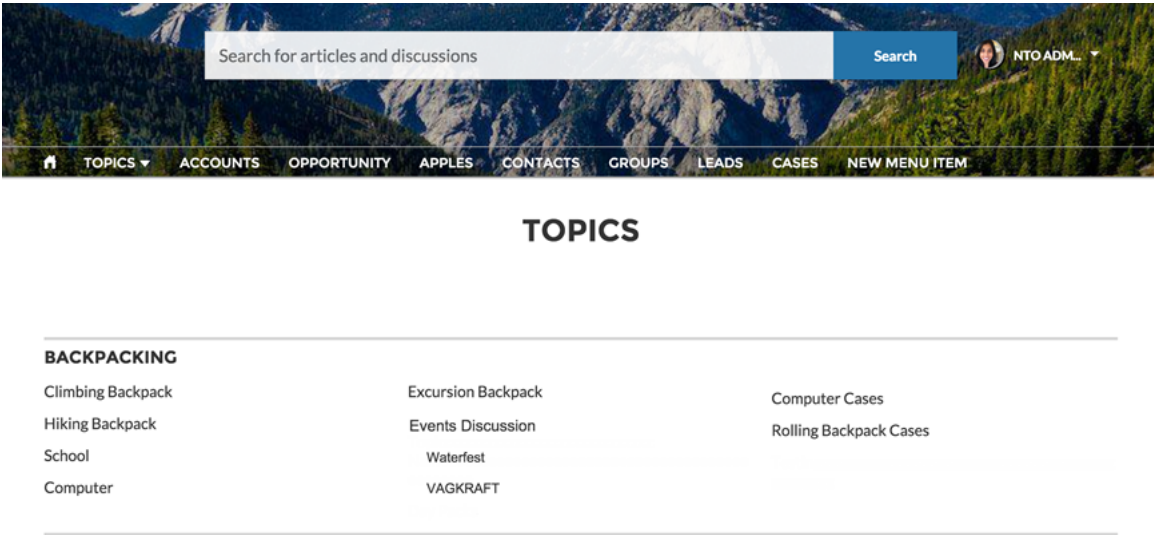 Search for articles and discussions Search NTO ADM...
TOPICS ACCOUNTS OPPORTUNITY APPLES CONTACTS GROUPS LEADS CASES NEW MENU ITEM
TOPICS
BACKPACKING
Climbing Backpack
Hiking Backpack
School
Computer
Excursion Backpack
Events Discussion
Waterfest
VAGKRAFT
Computer Cases
Rolling Backpack Cases